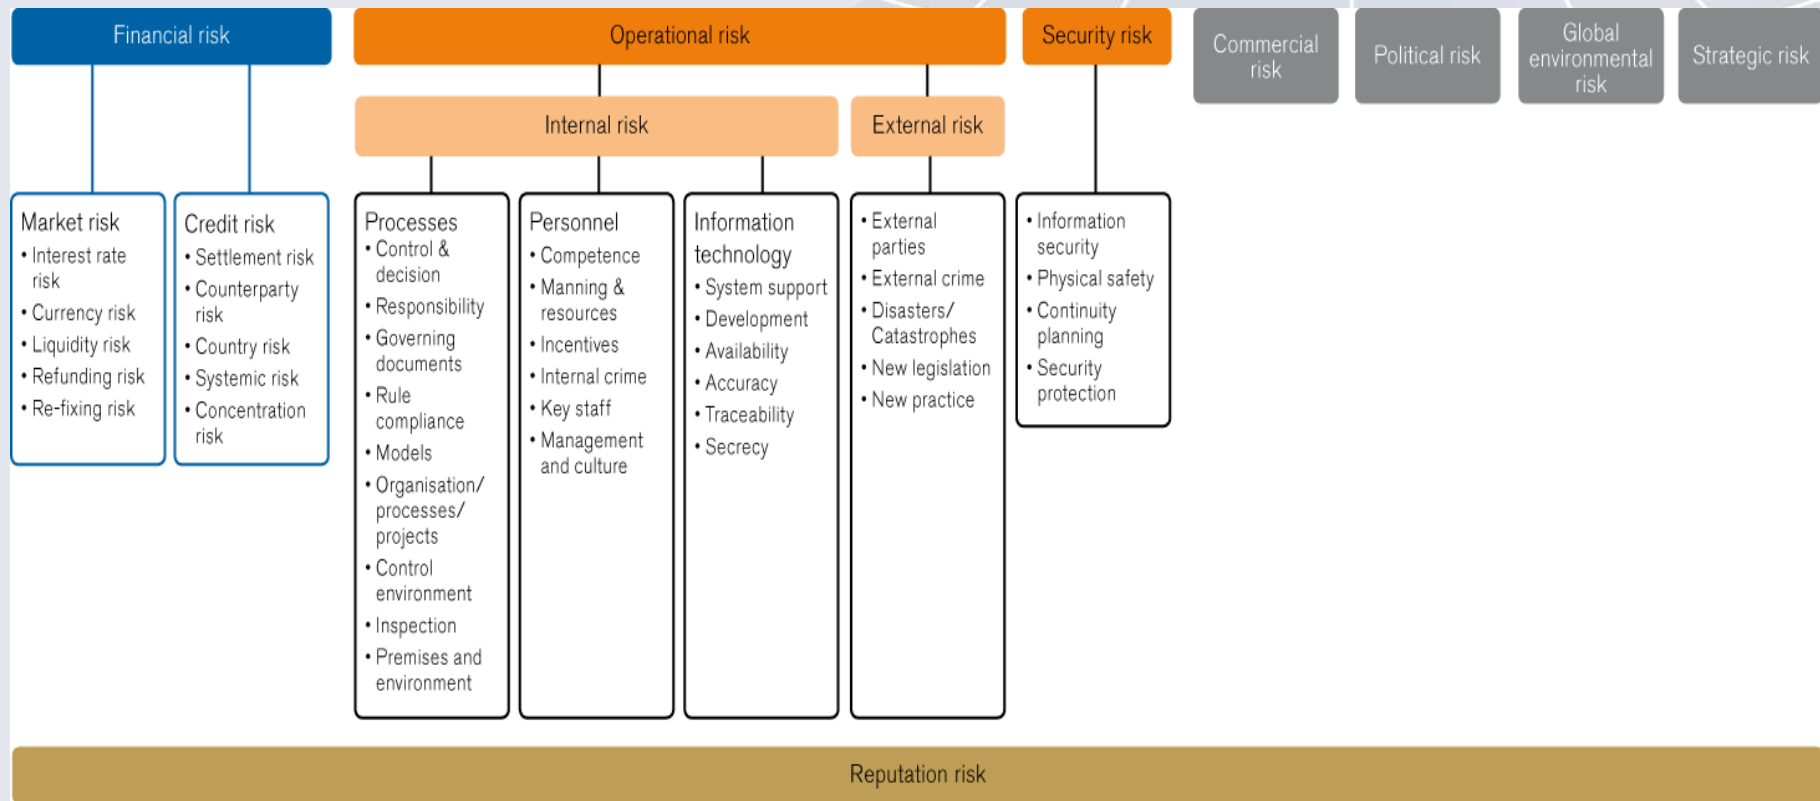 Financial risk
Operational risk
Security risk
Commercial
risk
Political risk
Global
environmental
risk
Strategic risk
Internal risk
External risk
Market risk
• Interest rate
risk
• Currency risk
• Liquidity risk
• Refunding risk
• Re-fixing risk
Credit risk
• Settlement risk
• Counterparty
risk
• Country risk
• Systemic risk
• Concentration
risk
Processes
• Control &
decision
• Responsibility
• Governing
documents
• Rule
compliance
• Models
• Organisation/
processes/
projects
• Control
environment
• Inspection
• Premises and
environment
Personnel
• Competence
• Manning &
resources
• Incentives
• Internal crime
• Key staff
• Management
and culture
Information
technology
• System support
• Development
• Availability
• Accuracy
• Traceability
• Secrecy
• External
parties
• External crime
• Disasters/
Catastrophes
• New legislation
• New practice
• Information
security
• Physical safety
• Continuity
planning
• Security
protection
Reputation risk